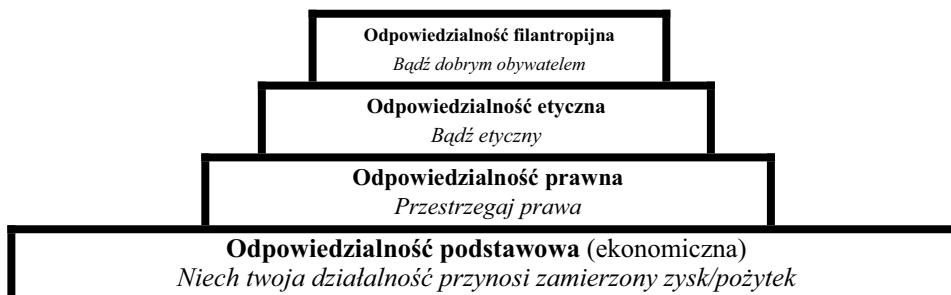 Odpowiedzialność filantropijna
Bądź dobrym obywatelem
Odpowiedzialność etyczna
Bądź etyczny
Odpowiedzialność prawna
Przestrzegaj prawa
Odpowiedzialność podstawowa (ekonomiczna)
Niech twoja działalność przynosi zamierzony zysk/pożytek